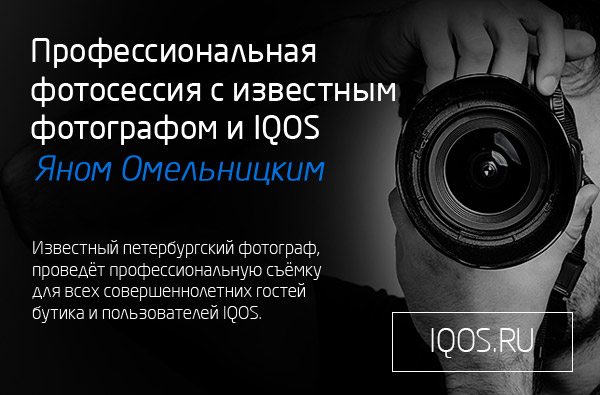 Профессиональная
фотосессия с известным
фотографом и IQOS
Яном Омельницким
Известный петербургский фотограф,
проведёт профессиональную съёмку
для всех совершеннолетних гостей
бутика и пользователей IQOS.
IQOS.RU